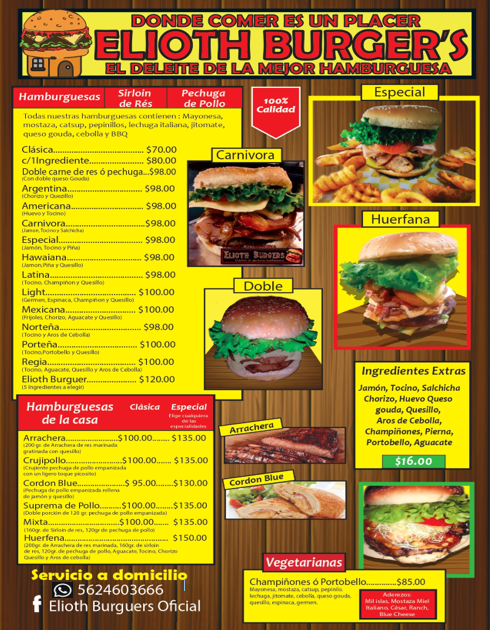 DONDE COMER ES UN PLACER
ELIOTH BURGER'S
EL DELEITE DE LA MEJOR HAMBURGUESA
Hamburguesas Sirloin de Rés Pechuga de Pollo
100% Calidad
Todas nuestras hamburguesas contienen : Mayonesa,
mostaza, catsup, pepinillos, lechuga italiana, jitomate,
queso gouda, cebolla y BBQ
Clásica................................ $70.00
c/1Ingrediente.................... $80.00
Doble carne de res ó pechuga...$98.00
(Con doble queso Gouda)
Argentina............................ $98.00
(Chorizo y Quezillo)
Americana.......................... $98.00
(Huevo y Tocino)
Carnivora.............................$98.00
(Jamon, Tocino y Salchicha)
Especial............................... $98.00
(Jamón, Tocino y Piña)
Hawaiana........................... $98.00
(Jamon,Piña y Quesillo)
Latina.................................. $98.00
(Tocino, Champiñon y Quesillo)
Light.................................. $100.00
(Germen, Espinaca, Champiñon y Quesillo)
Mexicana.......................... $100.00
(Frijoles, Chorizo, Aguacate y Quesillo)
Norteña.............................. $98.00
(Tocino y Aros de Cebolla)
Porteña............................. $100.00
(Tocino,Portobello y Quesillo)
Regia................................ $100.00
(Tocino, Aguacate, Quesillo y Aros de Cebolla)
Elioth Burguer................... $120.00
(5 Ingredientes a elegir)
Carnivora
ELIOTH BURGERS
Doble
Especial
Huerfana
Hamburguesas de la casa Clásica Especial
Elige cualquiera
de las
especialidades
Arrachera....................$100.00....... $135.00
(200 gr. de Arrachera de res marinada
gratinada con quesillo)
Crujipollo....................$100.00....... $135.00
(Crujiente pechuga de pollo empanizada
con un ligero toque picosito)
Cordon Blue................$ 95.00.......$130.00
(Pechuga de pollo empanizada rellena
de jamón y quesillo)
Suprema de Pollo.......$100.00.......$135.00
(Doble porción de 120 gr. pechuga de pollo empanizada)
Mixta..........................$100.00....... $135.00
(160gr. de Sirloin de res, 120gr de pechuga de pollo)
Huerfena............................................ $150.00
(200gr. de Arrachera de res marinada, 160gr. de sirloin
de res, 120gr. de pechuga de pollo, Aguacate, Tocino, Chorizo
Quesillo y Aros de cebolla)
Arrachera
Cordon Blue
Ingredientes Extras
Jamón, Tocino, Salchicha
Chorizo, Huevo Queso
gouda, Quesillo,
Aros de Cebolla,
Champiñones, Pierna,
Portobello, Aguacate
$16.00
Vegetarianas
Champiñones ó Portobello..............$85.00
Mayonesa, mostaza, catsup, pepinillo.
lechuga, jitomate, cebolla, queso gouda,
quesillo, espinaca, germen.
Aderezos
Mil islas, Mostaza Miel
Italiano, César, Ranch,
Blue Cheese
Servicio a domicilio
5624603666
Elioth Burguers Oficial